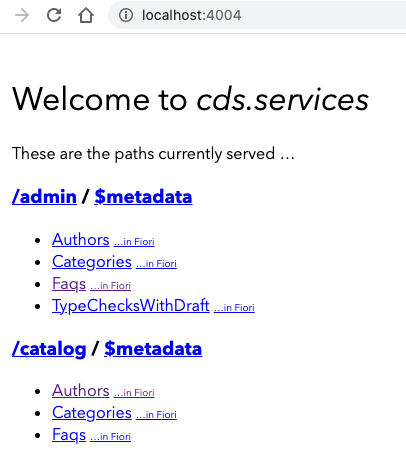 localhost:4004
Welcome to cds.services
These are the paths currently served …
/admin / $metadata
Authors ...in Fiori
Categories ...in Fiori
Faqs ...in Fiori
TypeChecksWithDraft ...in Fiori
/catalog / $metadata
Authors ...in Fiori
Categories ...in Fiori
Faqs ...in Fiori